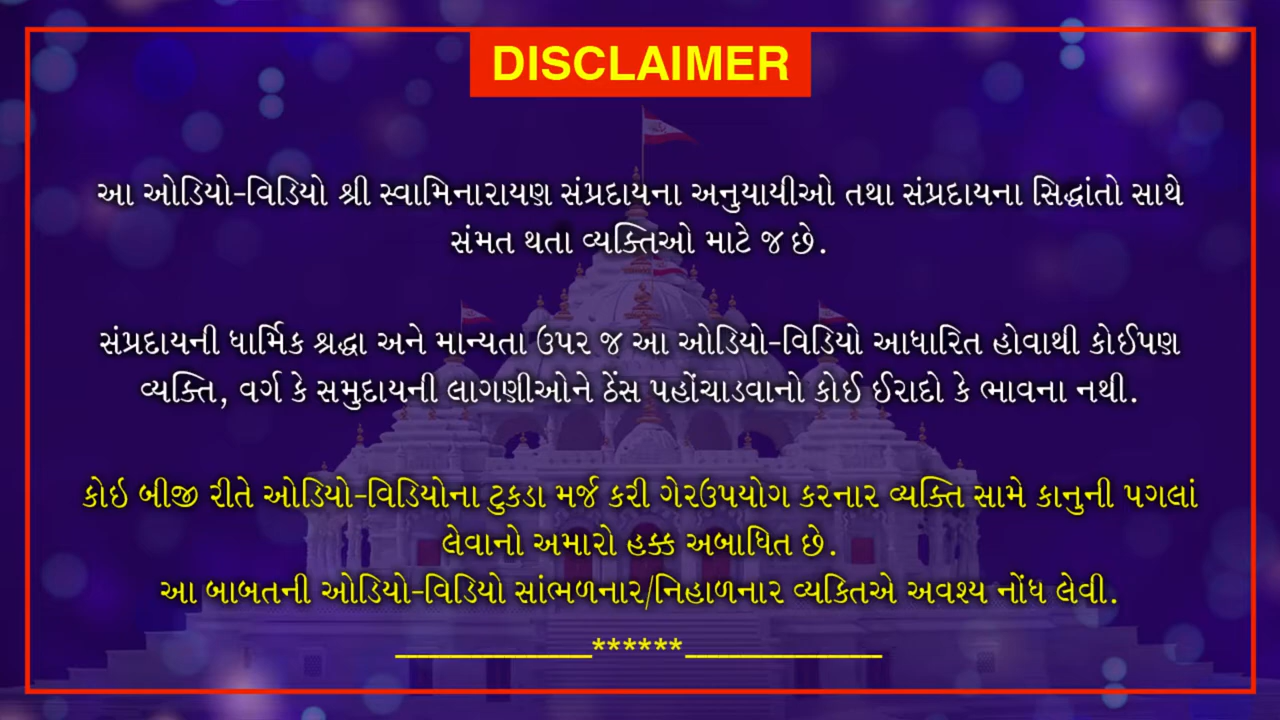 DISCLAIMER
આ ઓડિયો-વિડિયો શ્રી સ્વામિનારાયણ સંપ્રદાયના અનુયાયીઓ તથા સંપ્રદાયના સિદ્ધાંતો સાથે
સંમત થતા વ્યક્તિઓ માટે જ છે.
સંપ્રદાયની ધાર્મિક શ્રદ્ધા અને માન્યતા ઉપર જ આ ઓડિયો-વિડિયો આધારિત હોવાથી કોઈપણ
વ્યક્તિ, વર્ગ કે સમુદાયની લાગણીઓને ઠેંસ પહોંચાડવાનો કોઈ ઈરાદો કે ભાવના નથી.
કોઇ બીજી રીતે ઓડિયો-વિડિયોના ટુકડા મર્જ કરી ગેરઉપયોગ કરનાર વ્યક્તિ સામે કાનુની પગલાં
લેવાનો અમારો હક્ક અબાધિત છે.
આ બાબતની ઓડિયો-વિડિયો સાંભળનાર/નિહાળનાર વ્યકિતએ અવશ્ય નોંધ લેવી.
______________******______________